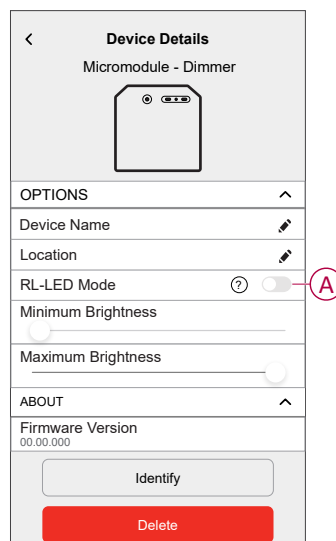 Device Details
Micromodule - Dimmer
OPTIONS
Device Name
Location
RL-LED Mode ?
A
Minimum Brightness
Maximum Brightness
ABOUT
Firmware Version
00.00.000
Identify
Delete